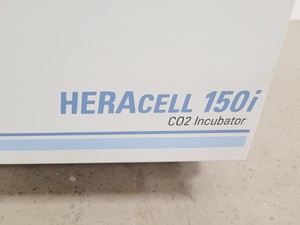 HERACELL 150i
CO2 Incubator